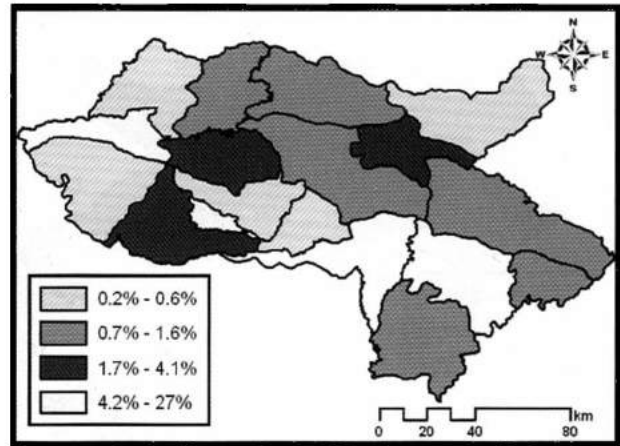 N
W E
S
0.2% - 0.6%
0.7% - 1.6%
1.7% - 4.1%
4.2% - 27%
km
0 20 40 80